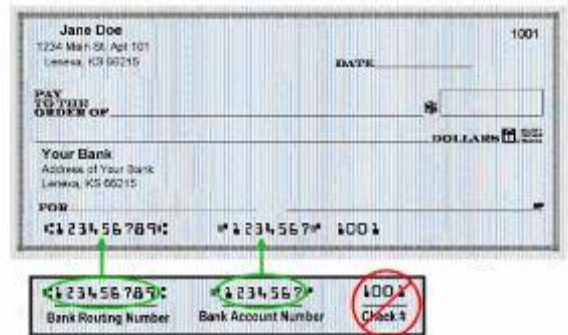 Jane Doe
1001
1234 Main St. Apt 101
Lenexa, KS 66215
DATE
PAY
TO THE
ORDER OF
$
DOLLARS
Your Bank
Address of Your Bank
Lenexa, KS 66215
FOR
⑆123456789⑆ ⑈1234567⑈ 1001
⑆123456789⑆ ⑈1234567⑈ 1001
Bank Routing Number Bank Account Number Check #